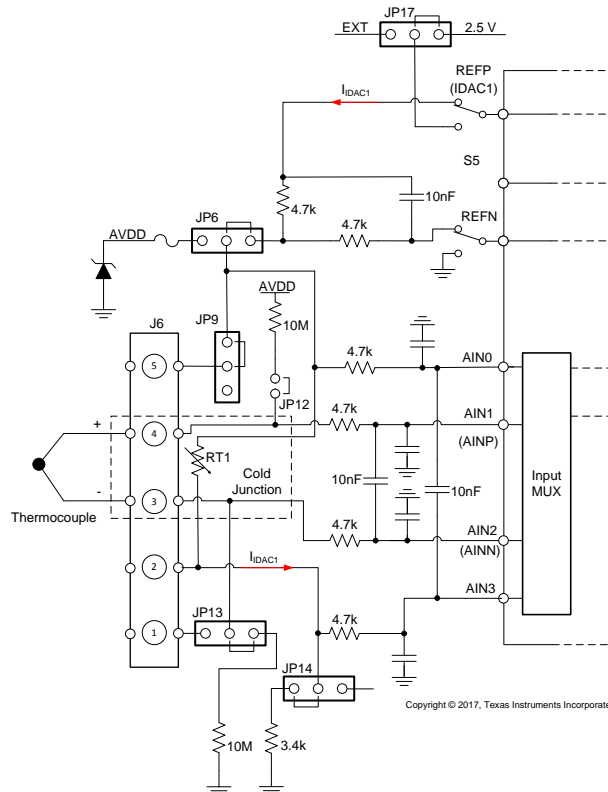 JP17
EXT
2.5 V
REFP
(IDAC1)
IIDAC1
S5
4.7k
10nF
JP6
4.7k
REFN
AVDD
AVDD
J6
JP9
10M
5
4.7k
AIN0
JP12
4.7k
AIN1
(AINP)
+
4
RT1
Cold
Junction
10nF
10nF
Input
MUX
-
3
Thermocouple
4.7k
AIN2
(AINN)
2
IIDAC1
AIN3
JP13
4.7k
1
JP14
Copyright © 2017, Texas Instruments Incorporate
10M
3.4k